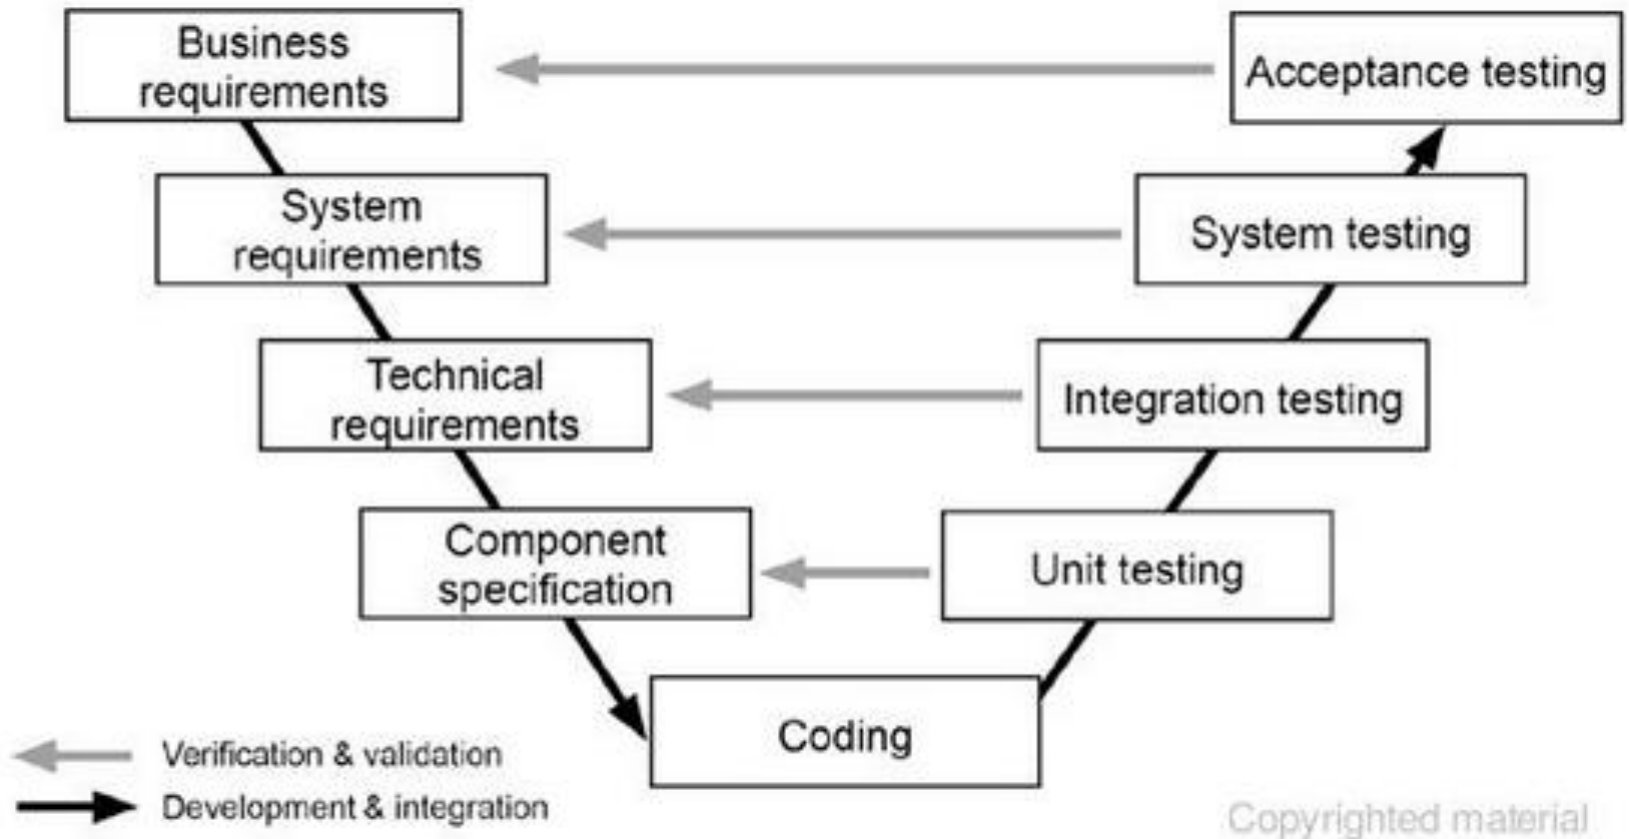 Business
requirements
Acceptance testing
System
requirements
System testing
Technical
requirements
Integration testing
Component
specification
Unit testing
Coding
Verification & validation
Development & integration
Copyrighted material